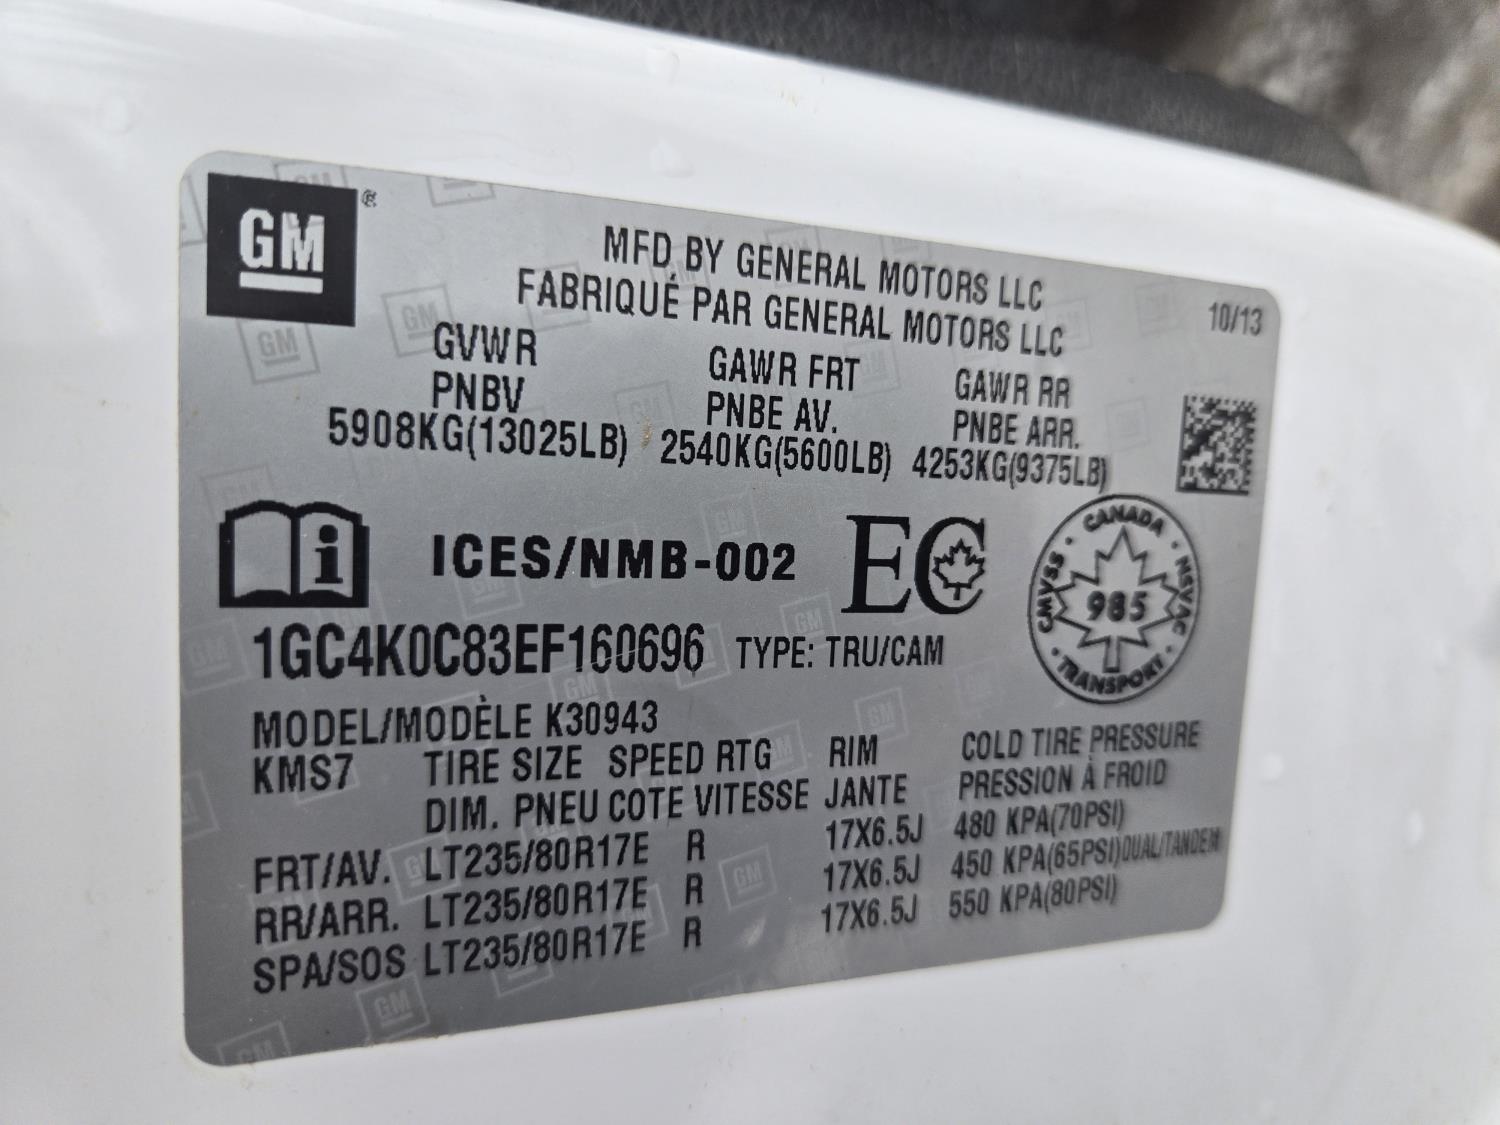 GM
MFD BY GENERAL MOTORS LLC
FABRIQUÉ PAR GENERAL MOTORS LLC
10/13
GVWR GAWR FRT GAWR RR
PNBV PNBE AV. PNBE ARR.
5908KG(13025LB) 2540KG(5600LB) 4253KG(9375LB)
ICES/NMB-002 EC
CANADA
CMVSS · 985 · NSVAC
TRANSPORT
1GC4K0C83EF160696 TYPE: TRU/CAM
MODEL/MODÈLE K30943
KMS7 TIRE SIZE SPEED RTG RIM COLD TIRE PRESSURE
DIM. PNEU COTE VITESSE JANTE PRESSION À FROID
FRT/AV. LT235/80R17E R 17X6.5J 480 KPA(70PSI)
RR/ARR. LT235/80R17E R 17X6.5J 450 KPA(65PSI)DUAL/TANDEM
SPA/SOS LT235/80R17E R 17X6.5J 550 KPA(80PSI)